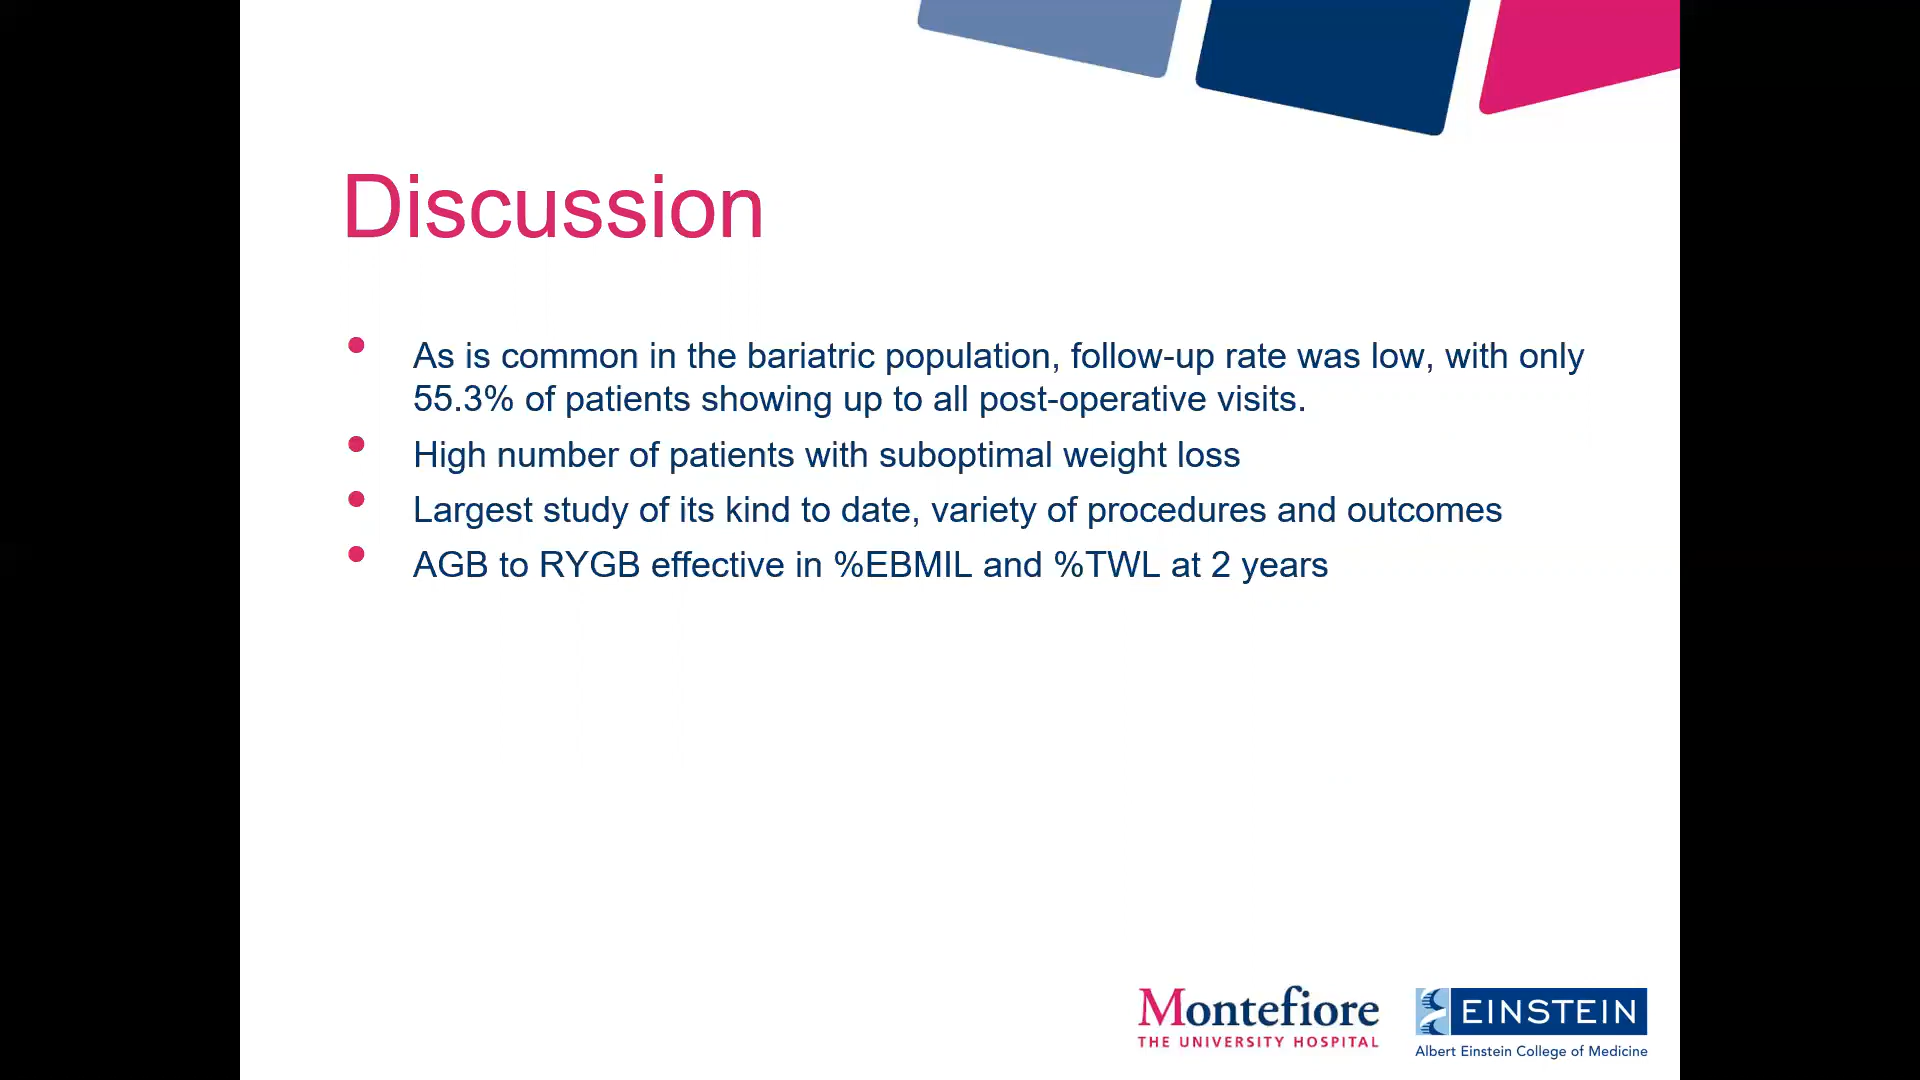 Discussion
• As is common in the bariatric population, follow-up rate was low, with only
55.3% of patients showing up to all post-operative visits.
• High number of patients with suboptimal weight loss
• Largest study of its kind to date, variety of procedures and outcomes
• AGB to RYGB effective in %EBMIL and %TWL at 2 years
Montefiore
THE UNIVERSITY HOSPITAL
EINSTEIN
Albert Einstein College of Medicine